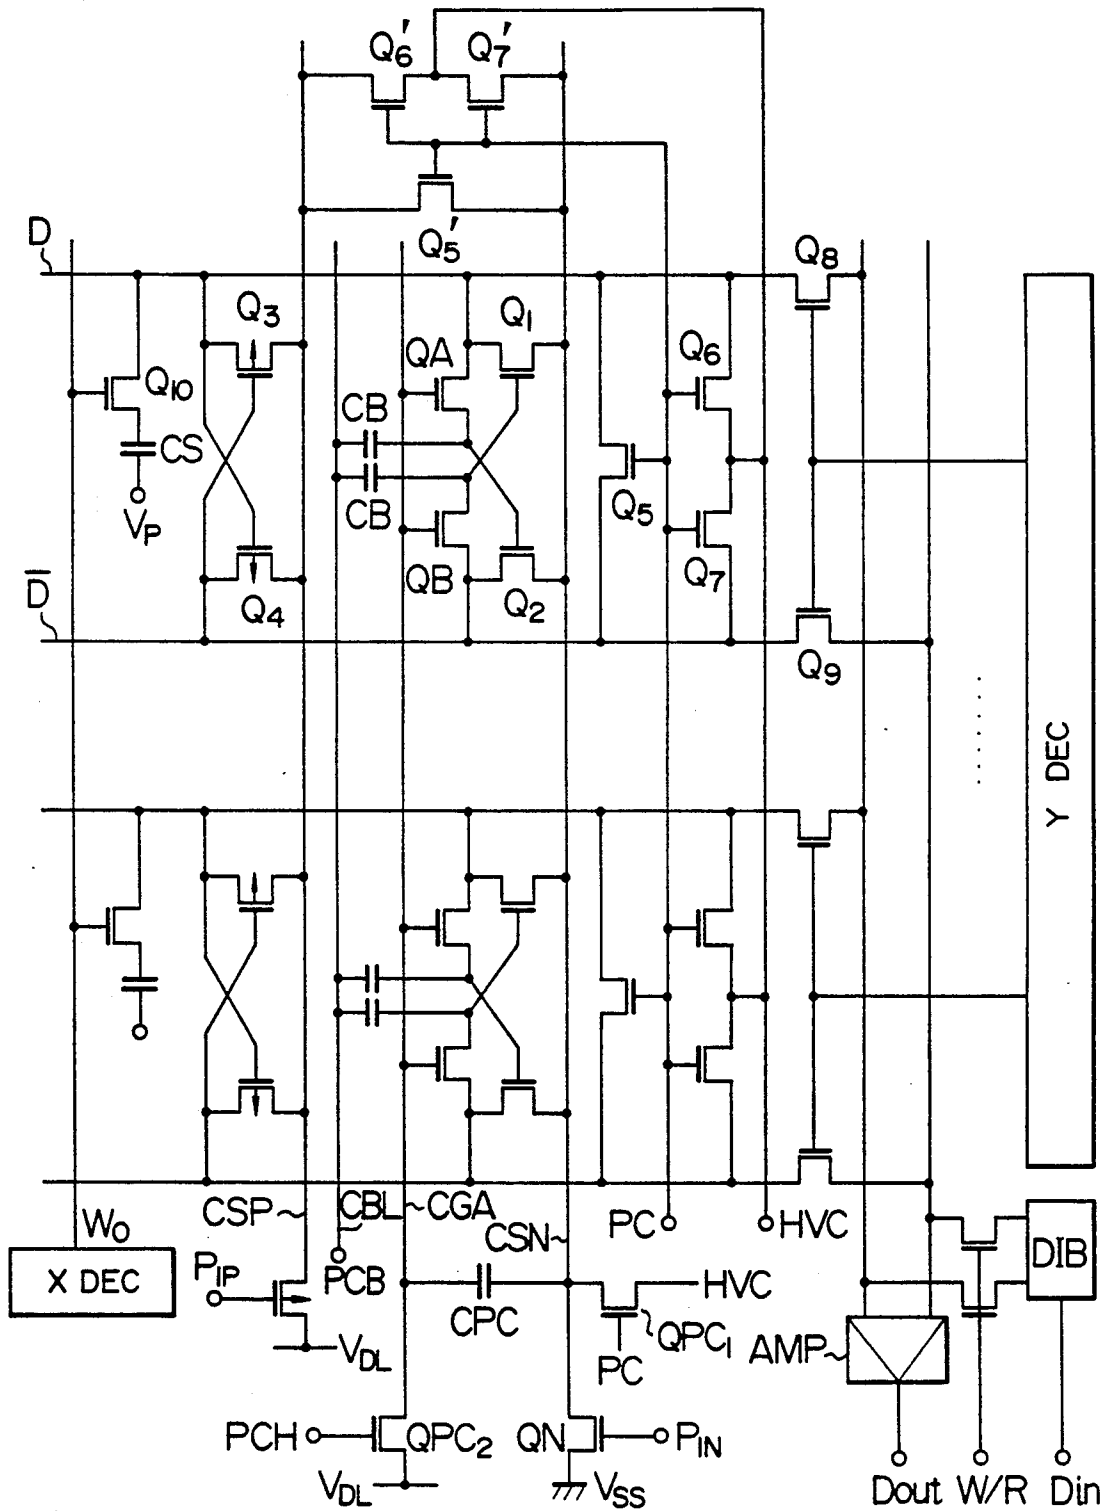 Q6' Q7'
Q5'
D
Q8
Q3
Q1
QA
Q6
Q10
CB
CS
CB
Q5
VP
QB
Q7
D̅
Q4
Q2
Q9
Y DEC
W0
CSP
CBL
CGA
CSN
PC
HVC
X DEC
PIP
PCB
DIB
CPC
HVC
QPC1
AMP
VDL
PC
PCH
QPC2
QN
PIN
VDL
VSS
Dout W/R Din